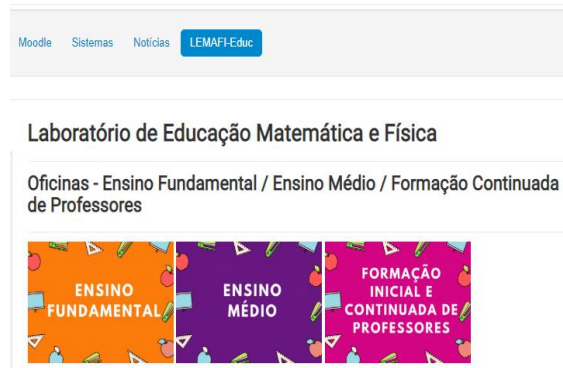 Moodle Sistemas Notícias LEMAFI-Educ
Laboratório de Educação Matemática e Física
Oficinas - Ensino Fundamental / Ensino Médio / Formação Continuada
de Professores
ENSINO
FUNDAMENTAL
ENSINO
MÉDIO
FORMAÇÃO
INICIAL E
CONTINUADA DE
PROFESSORES